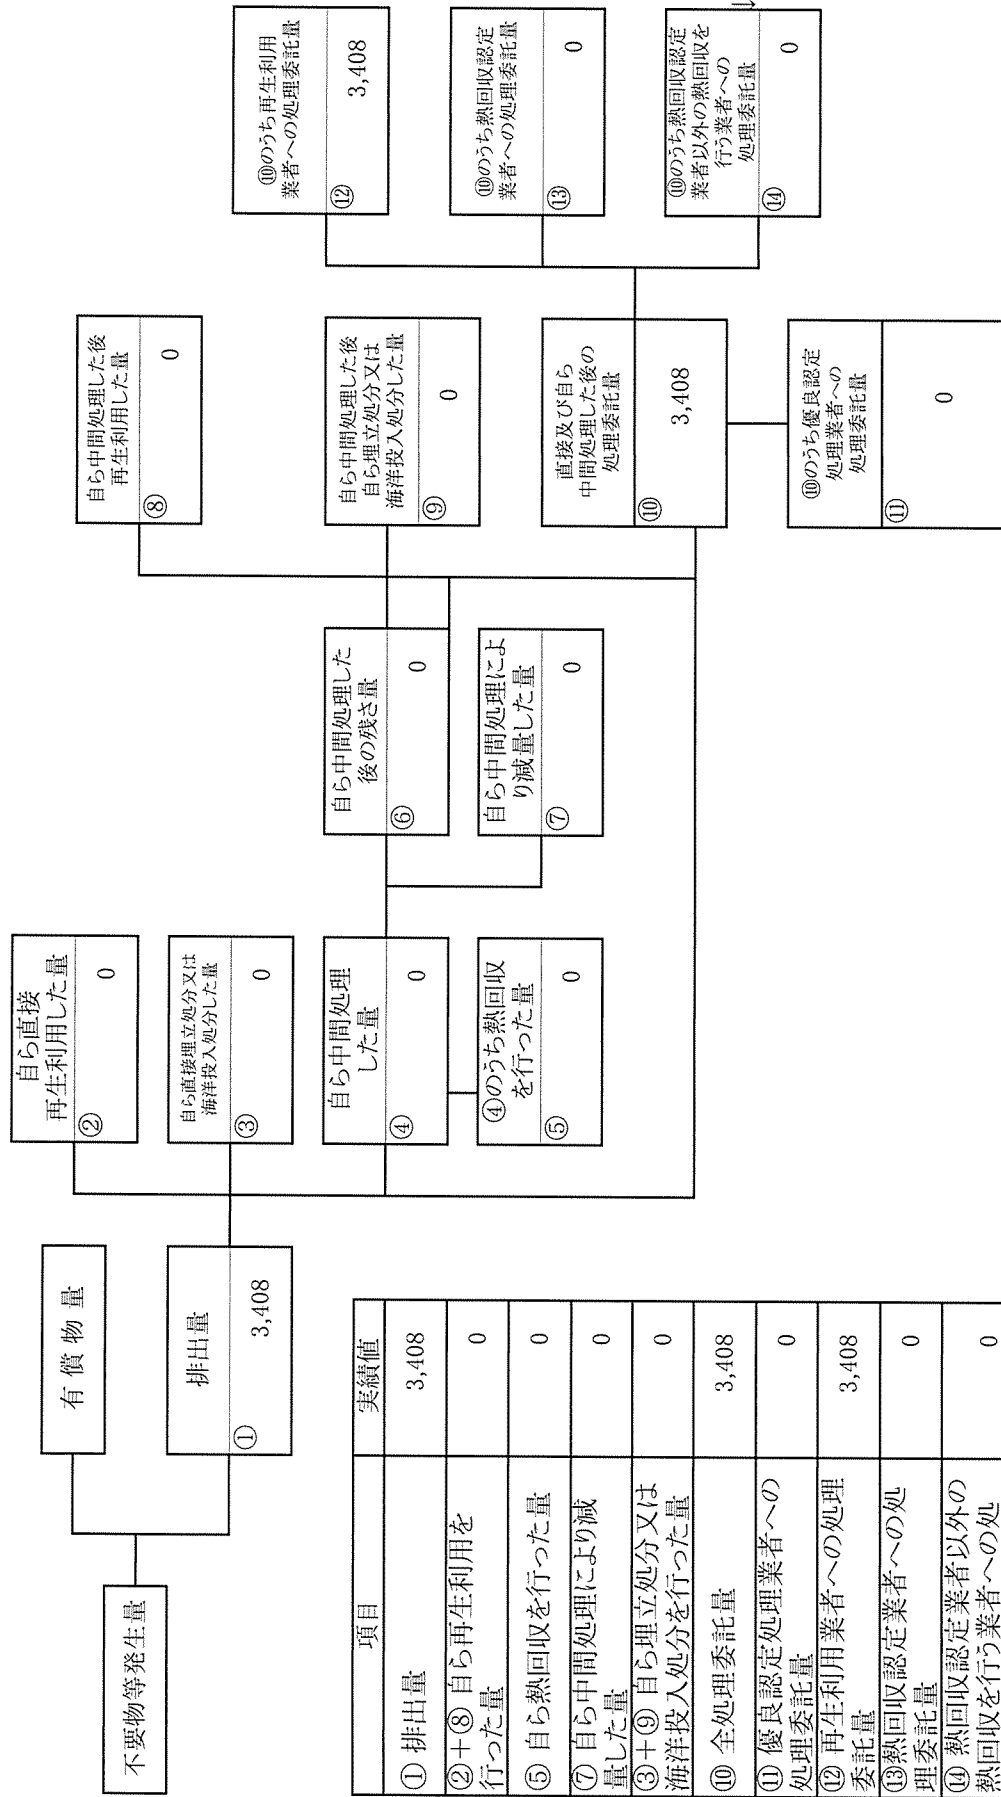 不要物等発生量
有償物量
排出量
① 3,408
自ら直接
再生利用した量
② 0
自ら直接埋立処分又は
海洋投入処分した量
③ 0
自ら中間処理
した量
④ 0
④のうち熱回収
を行った量
⑤ 0
自ら中間処理した
後の残さ量
⑥ 0
自ら中間処理によ
り減量した量
⑦ 0
自ら中間処理した後
再生利用した量
⑧ 0
自ら中間処理した後
自ら埋立処分又は
海洋投入処分した量
⑨ 0
直接及び自ら
中間処理した後の
処理委託量
⑩ 3,408
⑩のうち優良認定
処理業者への
処理委託量
⑪ 0
⑩のうち再生利用
業者への処理委託量
⑫ 3,408
⑩のうち熱回収認定
業者への処理委託量
⑬ 0
⑩のうち熱回収認定
業者以外の熱回収を
行う業者への
処理委託量
⑭ 0
項目 実績値
① 排出量 3,408
②+⑧ 自ら再生利用を
行った量 0
⑤ 自ら熱回収を行った量 0
⑦ 自ら中間処理により減
量した量 0
③+⑨ 自ら埋立処分又は
海洋投入処分を行った量 0
⑩ 全処理委託量 3,408
⑪ 優良認定処理業者への
処理委託量 0
⑫ 再生利用業者への処理
委託量 3,408
⑬熱回収認定業者への処
理委託量 0
⑭ 熱回収認定業者以外の
熱回収を行う業者への処 0